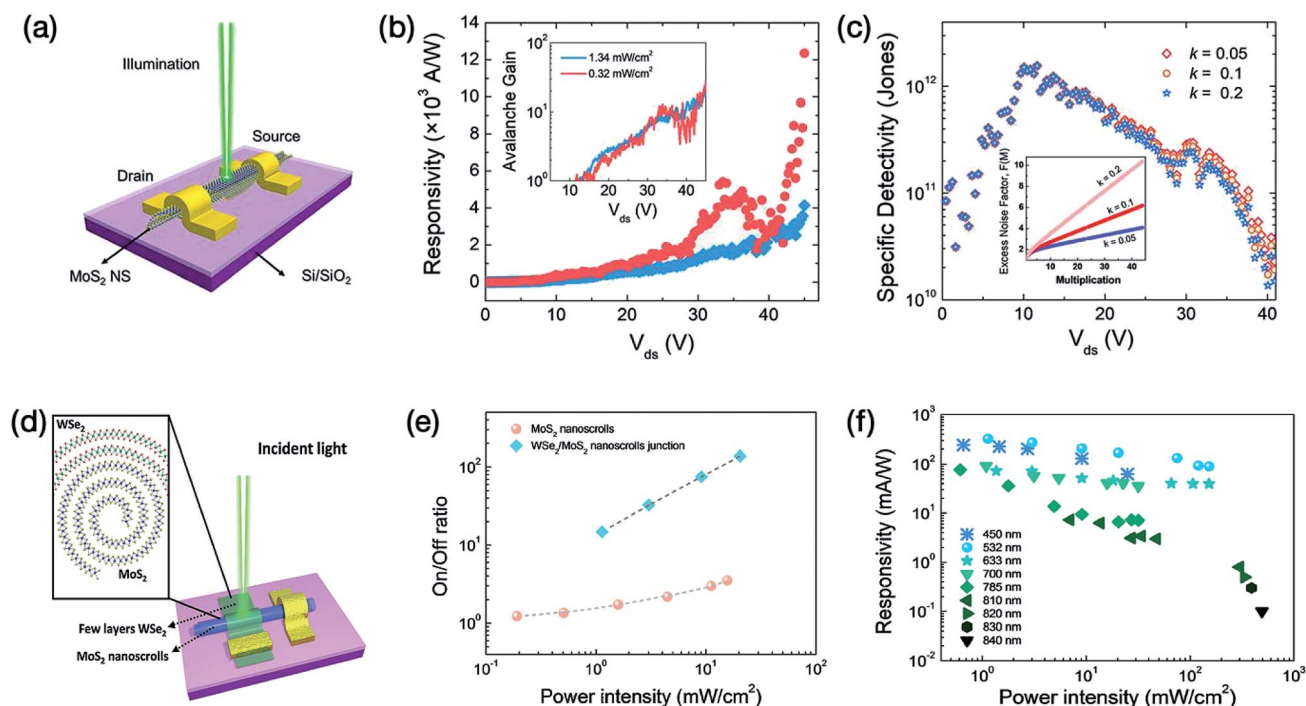 (a)
Illumination
Source
Drain
MoS₂ NS
Si/SiO₂
(b)
Responsivity (×10³ A/W)
14
12
10
8
6
4
2
0
0
10
20
30
40
V_ds (V)
Avalanche Gain
10²
10¹
10⁰
1.34 mW/cm²
0.32 mW/cm²
10 15 20 25 30 35 40 45
V_ds (V)
(c)
Specific Detectivity (Jones)
10¹²
10¹¹
10¹⁰
k = 0.05
k = 0.1
k = 0.2
Excess Noise Factor, F(M)
10
8
6
4
2
k = 0.2
k = 0.1
k = 0.05
10 20 30 40
Multiplication
0
10
20
30
40
V_ds (V)
(d)
WSe₂
MoS₂
Incident light
Few layers WSe₂
MoS₂ nanoscrolls
(e)
MoS₂ nanoscrolls
WSe₂/MoS₂ nanoscrolls junction
On/Off ratio
10²
10¹
10⁰
10⁻¹
10⁰
10¹
10²
Power intensity (mW/cm²)
(f)
Responsivity (mA/W)
10³
10²
10¹
10⁰
10⁻¹
10⁻²
450 nm
532 nm
633 nm
700 nm
785 nm
810 nm
820 nm
830 nm
840 nm
10⁰
10¹
10²
10³
Power intensity (mW/cm²)